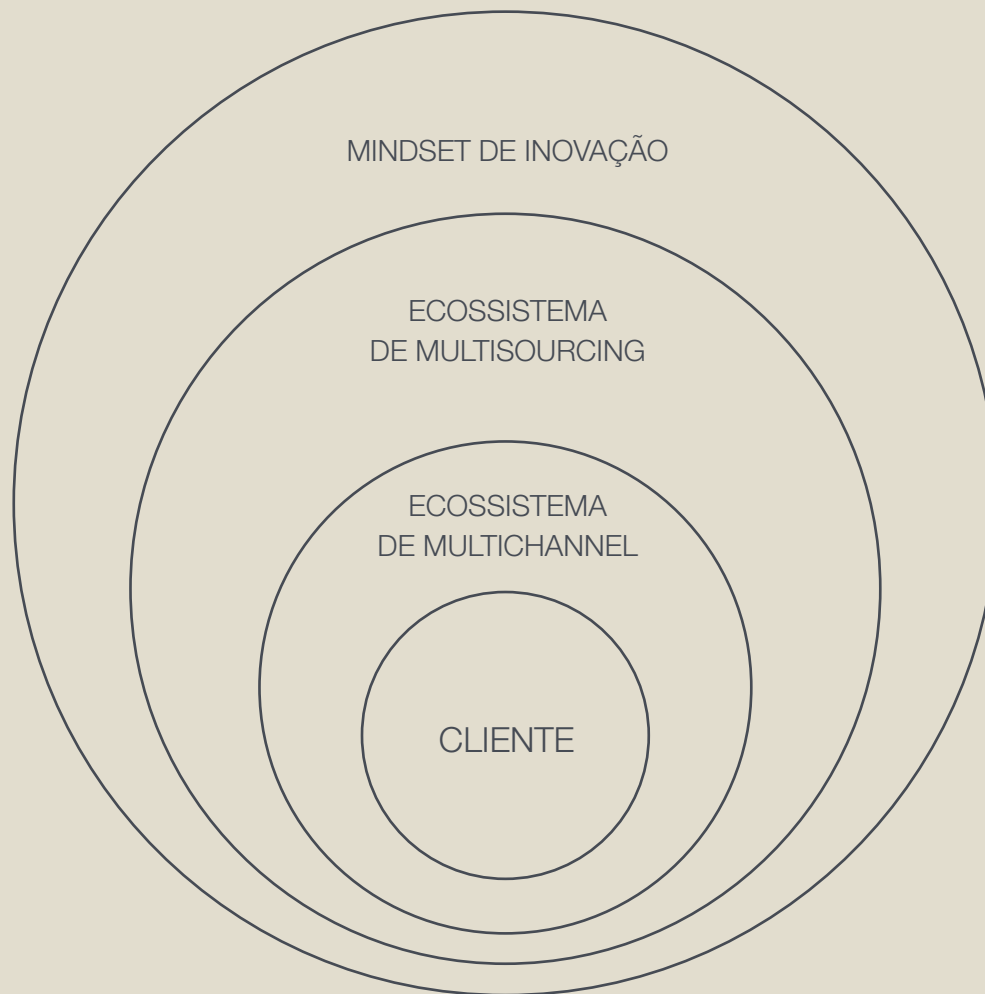 MINDSET DE INOVAÇÃO
ECOSSISTEMA
DE MULTISOURCING
ECOSSISTEMA
DE MULTICHANNEL
CLIENTE